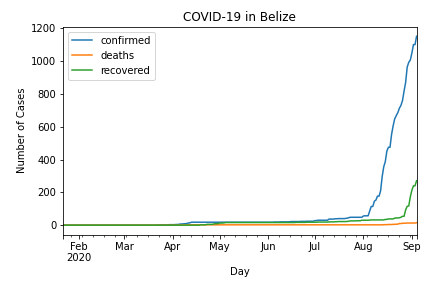 COVID-19 in Belize
confirmed
deaths
recovered
Number of Cases
1200
1000
800
600
400
200
0
Feb Mar Apr May Jun Jul Aug Sep
2020
Day